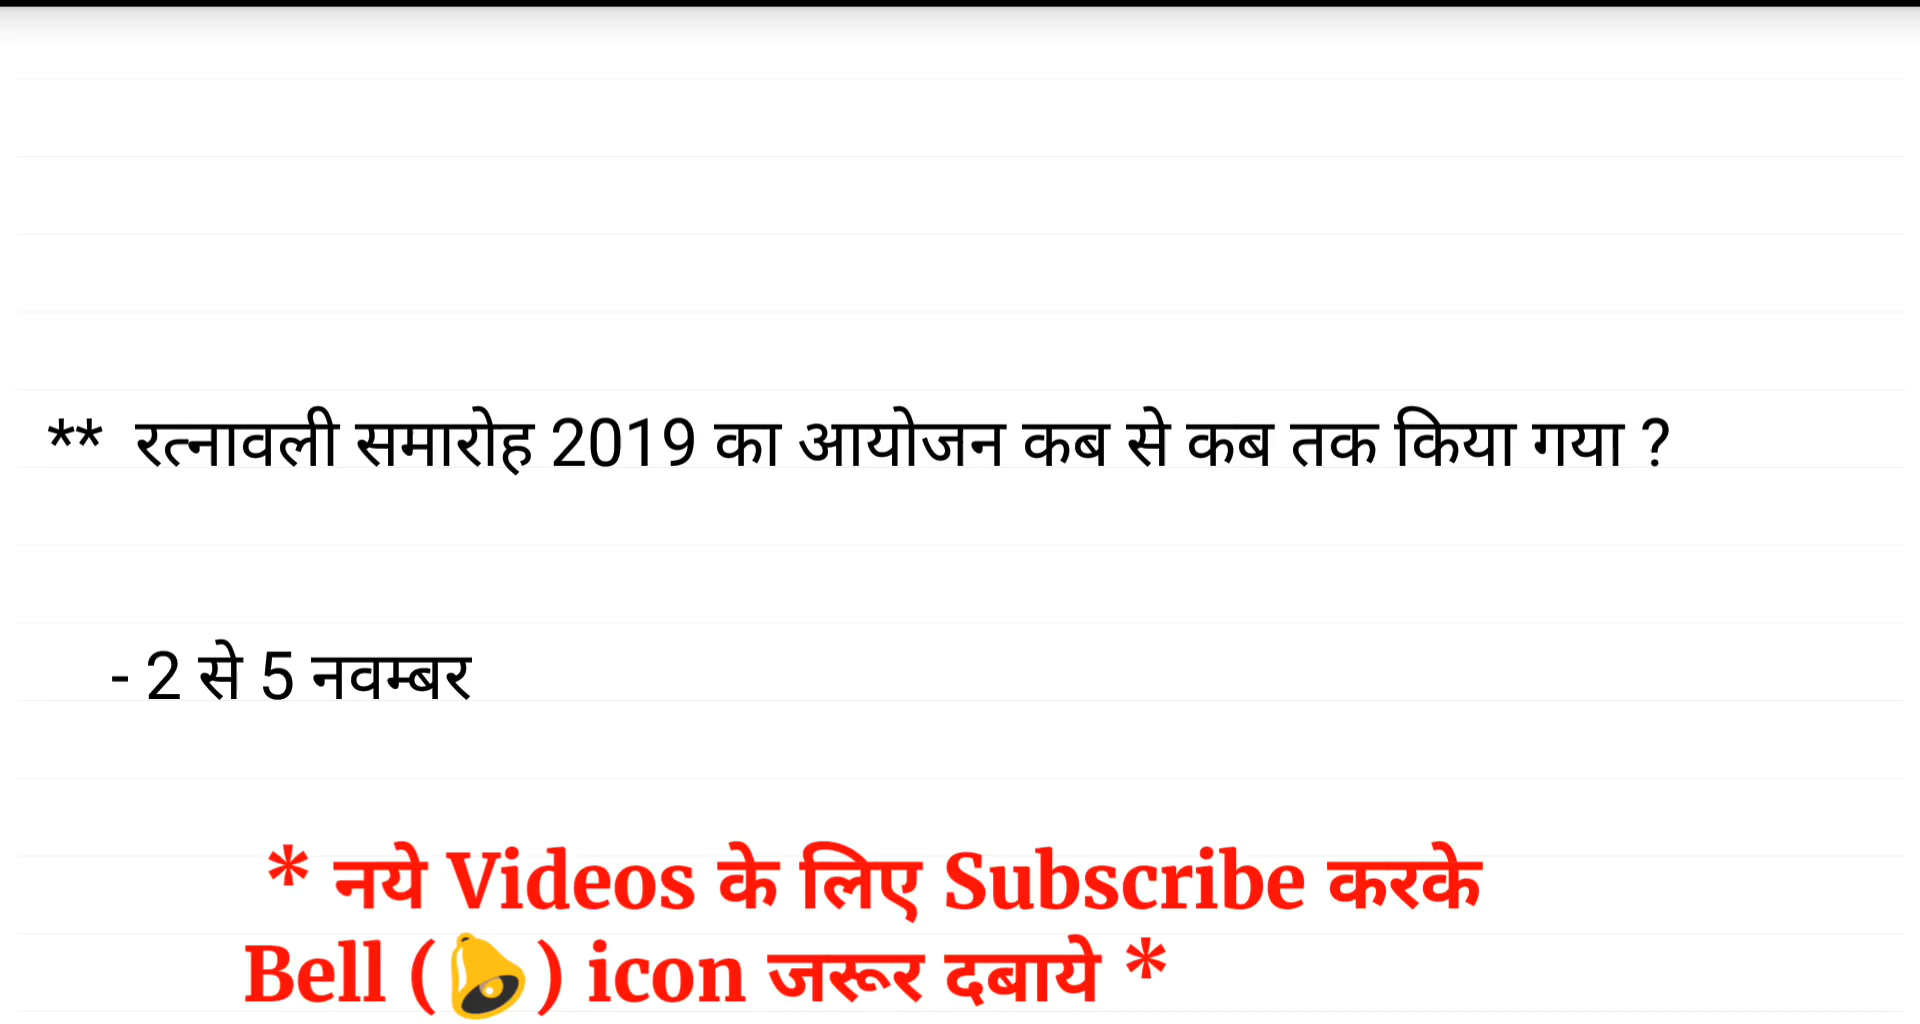 ** रत्नावली समारोह 2019 का आयोजन कब से कब तक किया गया ?
- 2 से 5 नवम्बर
* नये Videos के लिए Subscribe करके
Bell (🔔) icon जरूर दबाये *